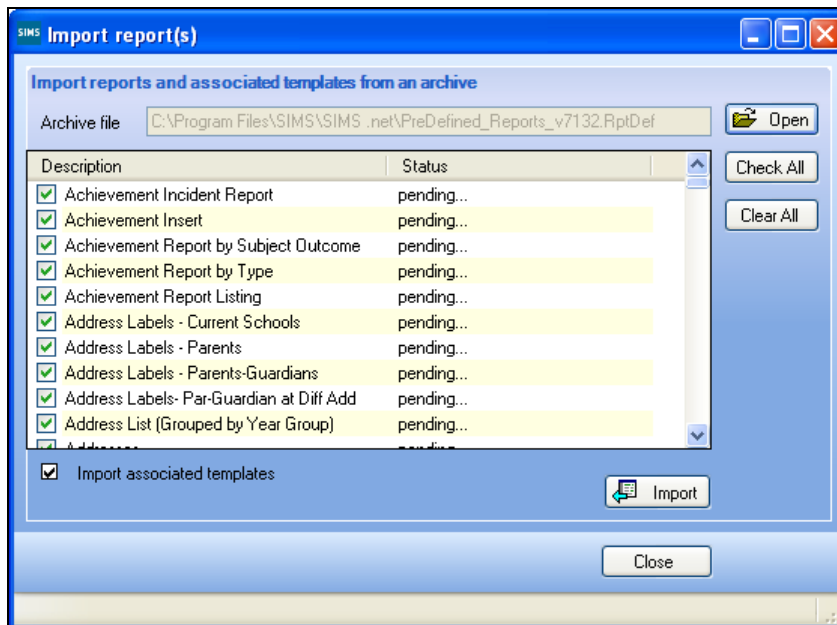 SIMS Import report(s)
Import reports and associated templates from an archive
Archive file C:\Program Files\SIMS\SIMS .net\PreDefined_Reports_v7132.RptDef Open
Description Status Check All
Achievement Incident Report pending...
Achievement Insert pending... Clear All
Achievement Report by Subject Outcome pending...
Achievement Report by Type pending...
Achievement Report Listing pending...
Address Labels - Current Schools pending...
Address Labels - Parents pending...
Address Labels - Parents-Guardians pending...
Address Labels- Par-Guardian at Diff Add pending...
Address List (Grouped by Year Group) pending...
Import associated templates
Import
Close